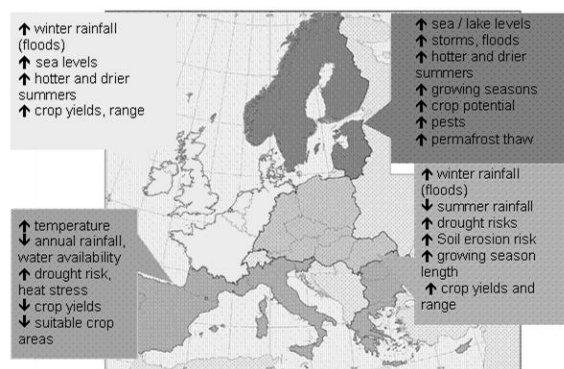 ↑ winter rainfall
(floods)
↑ sea levels
↑ hotter and drier
summers
↑ crop yields, range
↑ sea / lake levels
↑ storms, floods
↑ hotter and drier
summers
↑ growing seasons
↑ crop potential
↑ pests
↑ permafrost thaw
↑ temperature
↓ annual rainfall,
water availability
↑ drought risk,
heat stress
↓ crop yields
↓ suitable crop
areas
↑ winter rainfall
(floods)
↓ summer rainfall
↑ drought risks
↑ Soil erosion risk
↑ growing season
length
↑ crop yields and
range